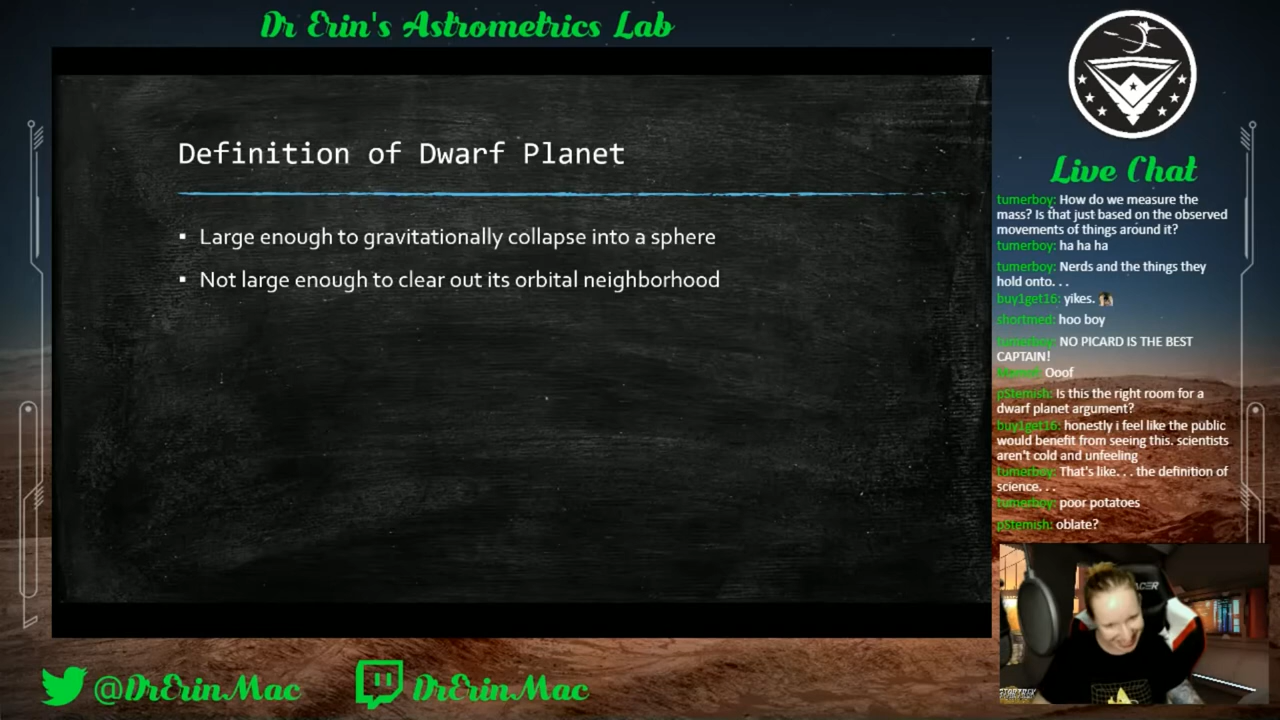 Dr Erin's Astrometrics Lab
Definition of Dwarf Planet
▪ Large enough to gravitationally collapse into a sphere
▪ Not large enough to clear out its orbital neighborhood
Live Chat
tumerboy: How do we measure the
mass? Is that just based on the observed
movements of things around it?
tumerboy: ha ha ha
tumerboy: Nerds and the things they
hold onto. . .
buy1get16: yikes.
shortmed: hoo boy
tumerboy: NO PICARD IS THE BEST
CAPTAIN!
Ooof
pStemish: Is this the right room for a
dwarf planet argument?
buy1get16: honestly i feel like the public
would benefit from seeing this. scientists
aren't cold and unfeeling
tumerboy: That's like. . . the definition of
science. . .
tumerboy: poor potatoes
pStemish: oblate?
ACER
STAR TREK
@DrErinMac
DrErinMac